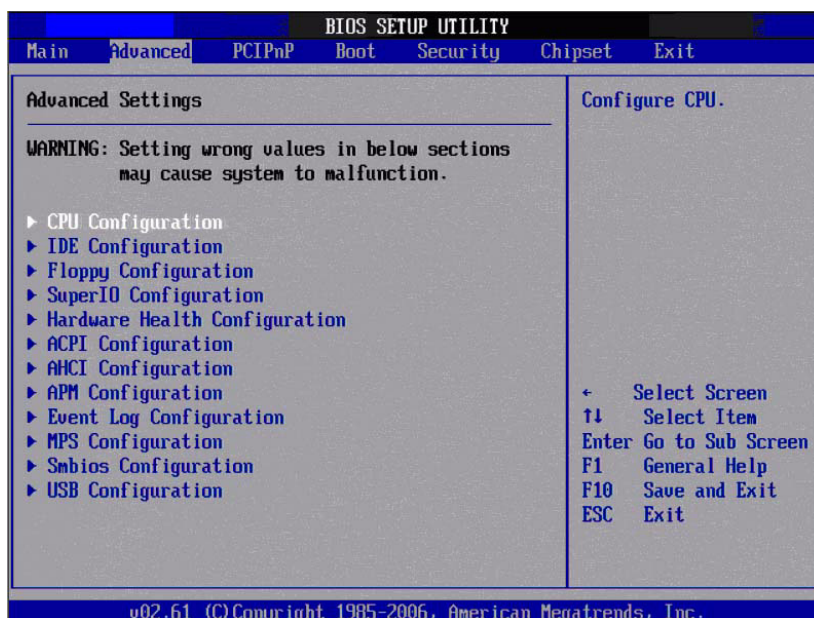 BIOS SETUP UTILITY
Main Advanced PCIPnP Boot Security Chipset Exit
Advanced Settings
WARNING: Setting wrong values in below sections
may cause system to malfunction.
▶ CPU Configuration
▶ IDE Configuration
▶ Floppy Configuration
▶ SuperIO Configuration
▶ Hardware Health Configuration
▶ ACPI Configuration
▶ AHCI Configuration
▶ APM Configuration
▶ Event Log Configuration
▶ MPS Configuration
▶ Smbios Configuration
▶ USB Configuration
Configure CPU.
← Select Screen
↑↓ Select Item
Enter Go to Sub Screen
F1 General Help
F10 Save and Exit
ESC Exit
v02.61 (C)Copyright 1985-2006, American Megatrends, Inc.